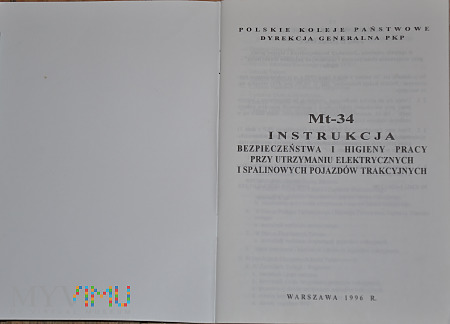 POLSKIE KOLEJE PAŃSTWOWE
DYREKCJA GENERALNA PKP
Mt-34
INSTRUKCJA
BEZPIECZEŃSTWA I HIGIENY PRACY
PRZY UTRZYMANIU ELEKTRYCZNYCH
I SPALINOWYCH POJAZDÓW TRAKCYJNYCH
WARSZAWA 1996 R.